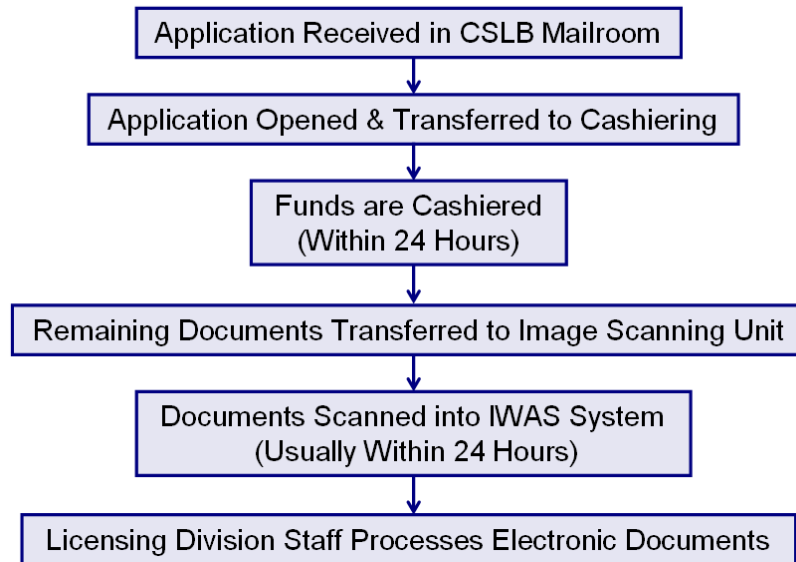 Application Received in CSLB Mailroom
Application Opened & Transferred to Cashiering
Funds are Cashiered
(Within 24 Hours)
Remaining Documents Transferred to Image Scanning Unit
Documents Scanned into IWAS System
(Usually Within 24 Hours)
Licensing Division Staff Processes Electronic Documents